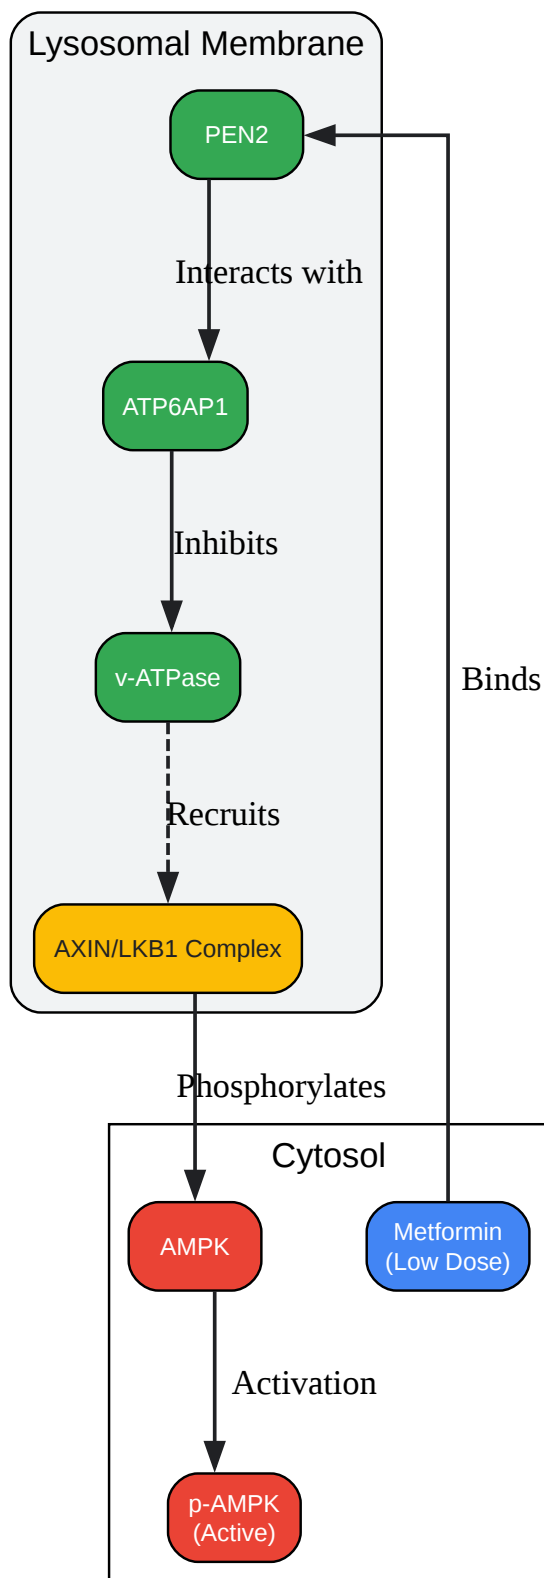 Lysosomal Membrane
PEN2
Interacts with
ATP6AP1
Inhibits
v-ATPase
Binds
Recruits
AXIN/LKB1 Complex
Phosphorylates
Cytosol
AMPK
Metformin
(Low Dose)
Activation
p-AMPK
(Active)